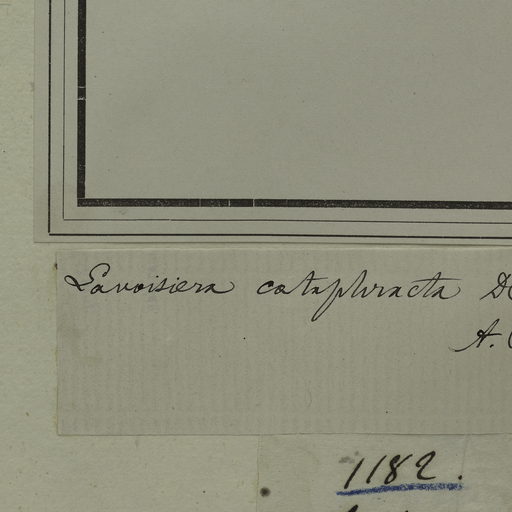 Lavoisiera cataphracta D
A.
1182.